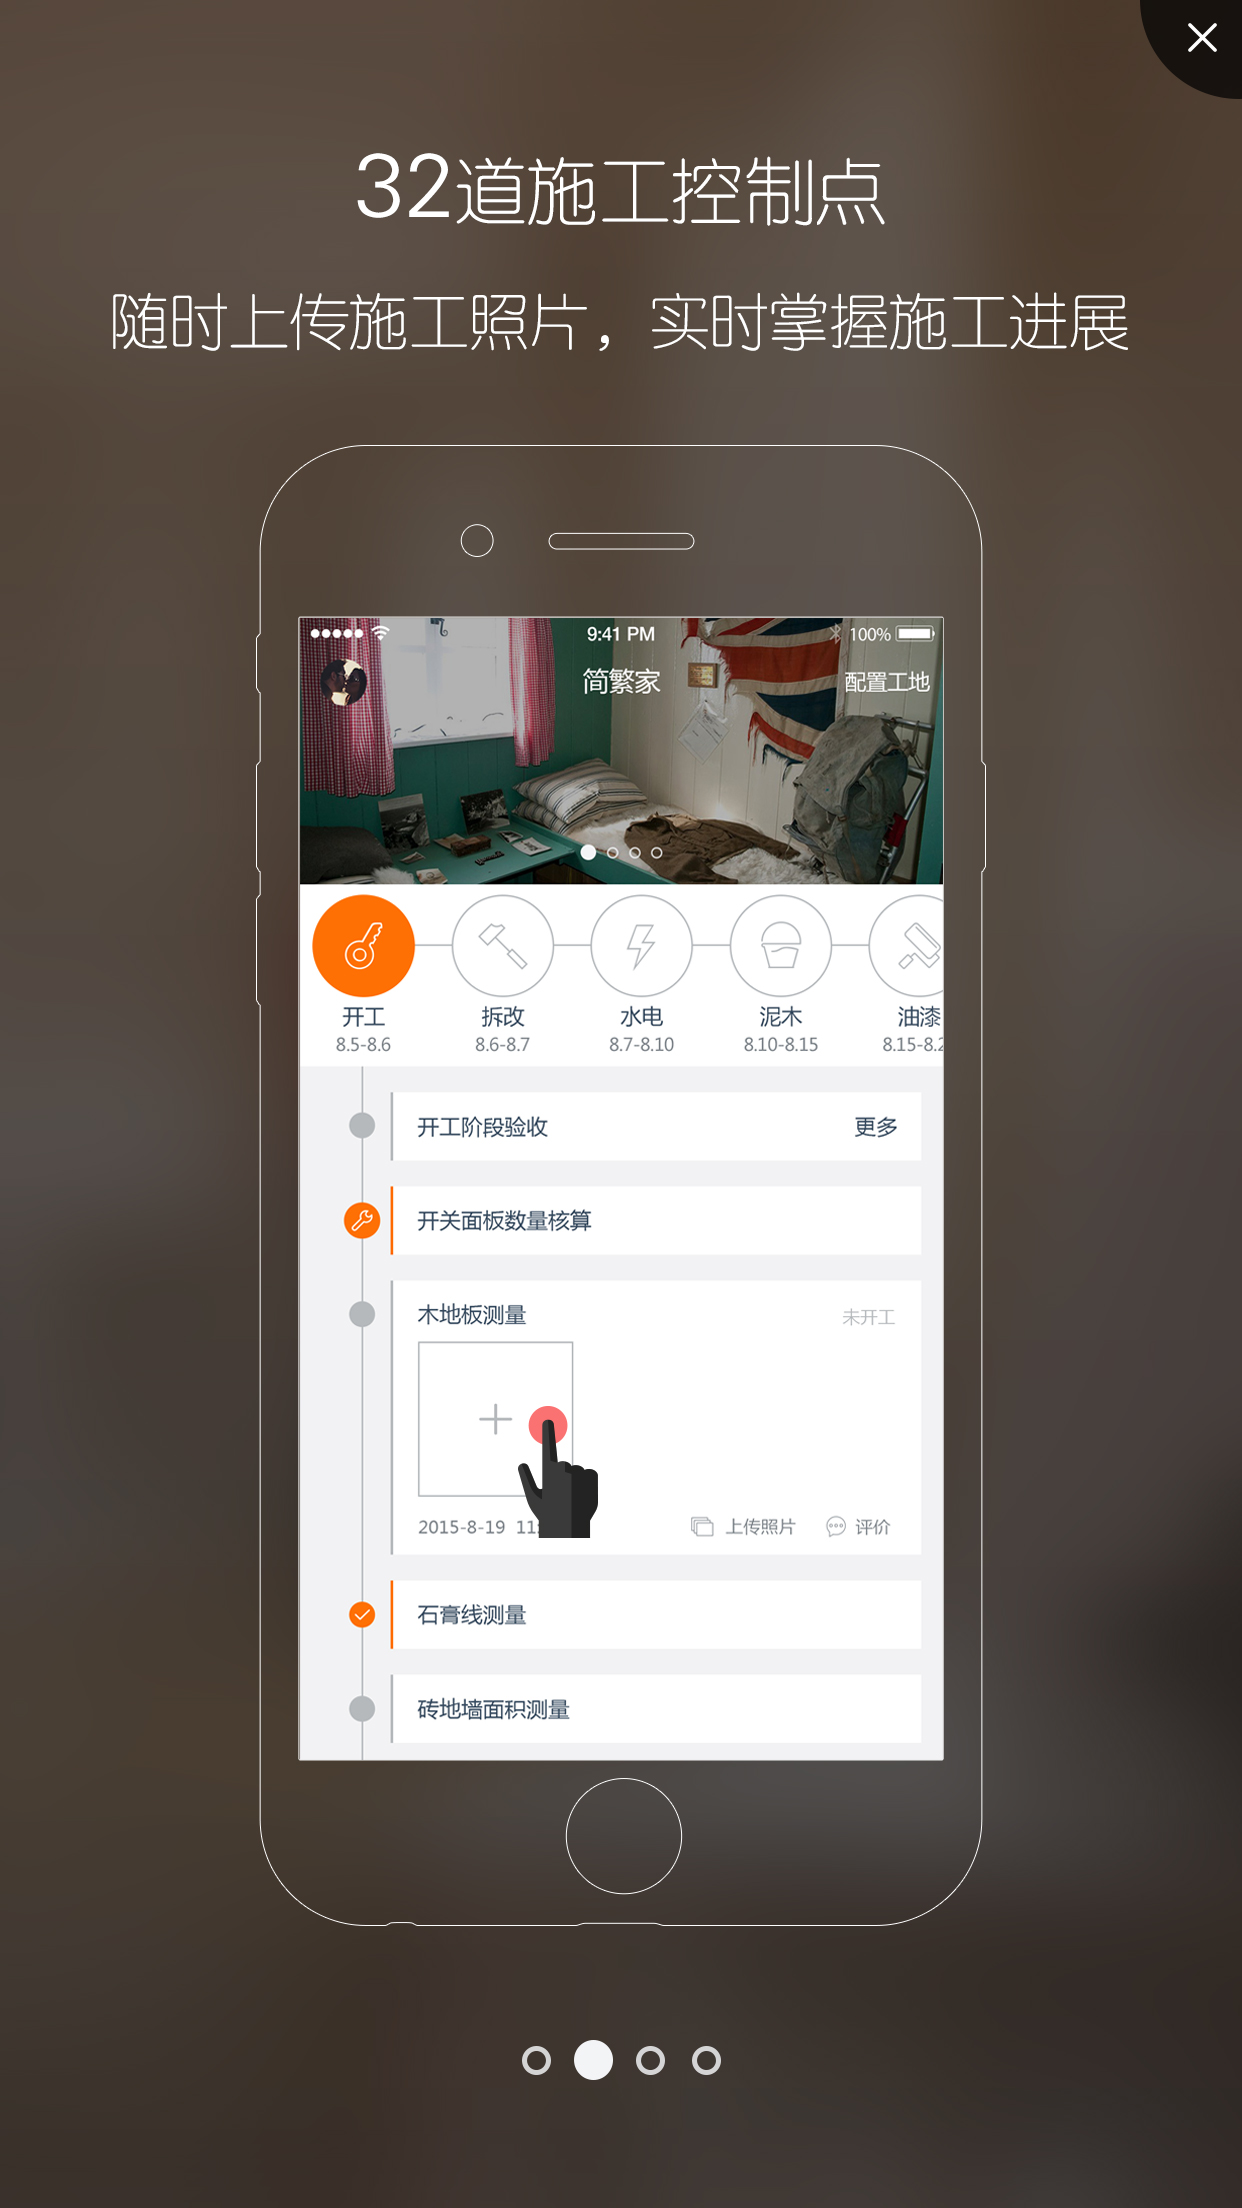 32道施工控制点
随时上传施工照片，实时掌握施工进展
9:41 PM
100%
简繁家
配置工地
开工
拆改
水电
泥木
油漆
8.5-8.6
8.6-8.7
8.7-8.10
8.10-8.15
8.15-8.2
开工阶段验收
更多
开关面板数量核算
木地板测量
未开工
2015-8-19 11:
上传照片
评价
石膏线测量
砖地墙面积测量